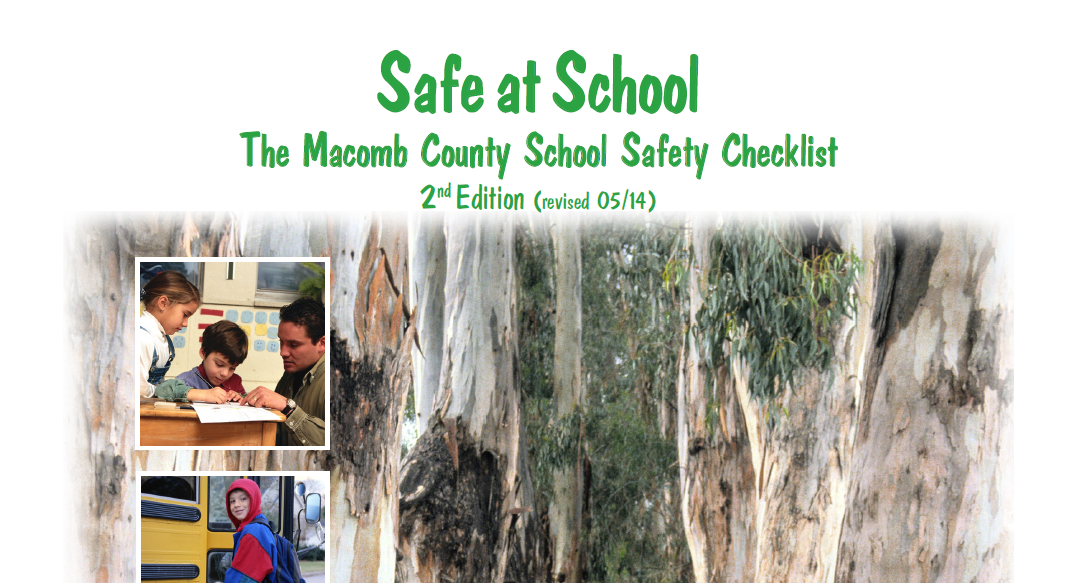 Safe at School
The Macomb County School Safety Checklist
2nd Edition (revised 05/14)